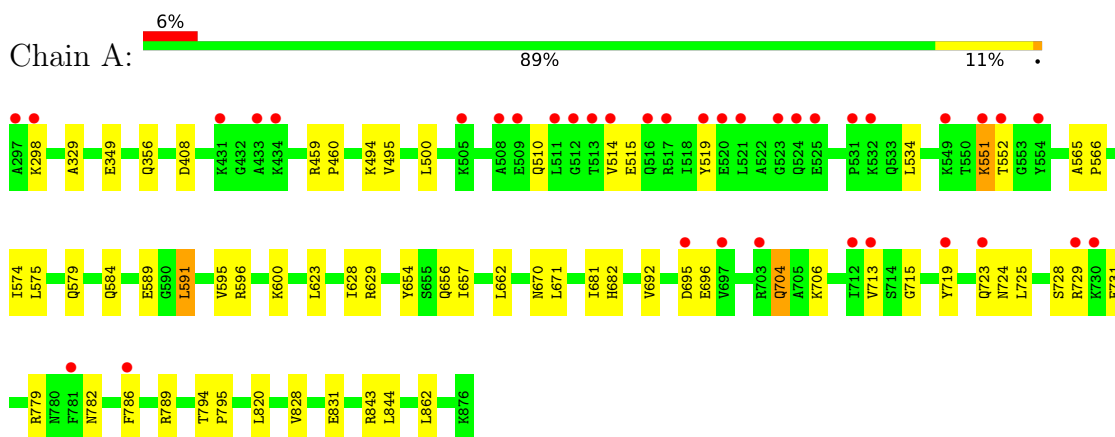 6%
Chain A:
89% 11% •
A297 K298 A329 E349 Q356 D408 K431 G432 A433 K434 R459 P460 K494 V495 L500 K505 A508 E509 Q510 L511 G512 T513 V514 E515 Q516 R517 I518 Y519 E520 L521 A522 G523 Q524 E525 P531 K532 Q533 L534 K549 T550 K551 T552 G553 Y554 A565 P566
I574 L575 Q579 Q584 E589 G590 L591 V595 R596 K600 L623 I628 R629 Y654 S655 Q656 I657 L662 N670 L671 I681 H682 V692 D695 E696 V697 R703 Q704 A705 K706 I712 V713 S714 G715 Y719 Q723 N724 L725 S728 R729 K730
R779 N780 F781 N782 F786 R789 T794 P795 L820 V828 E831 R843 L844 L862 K876